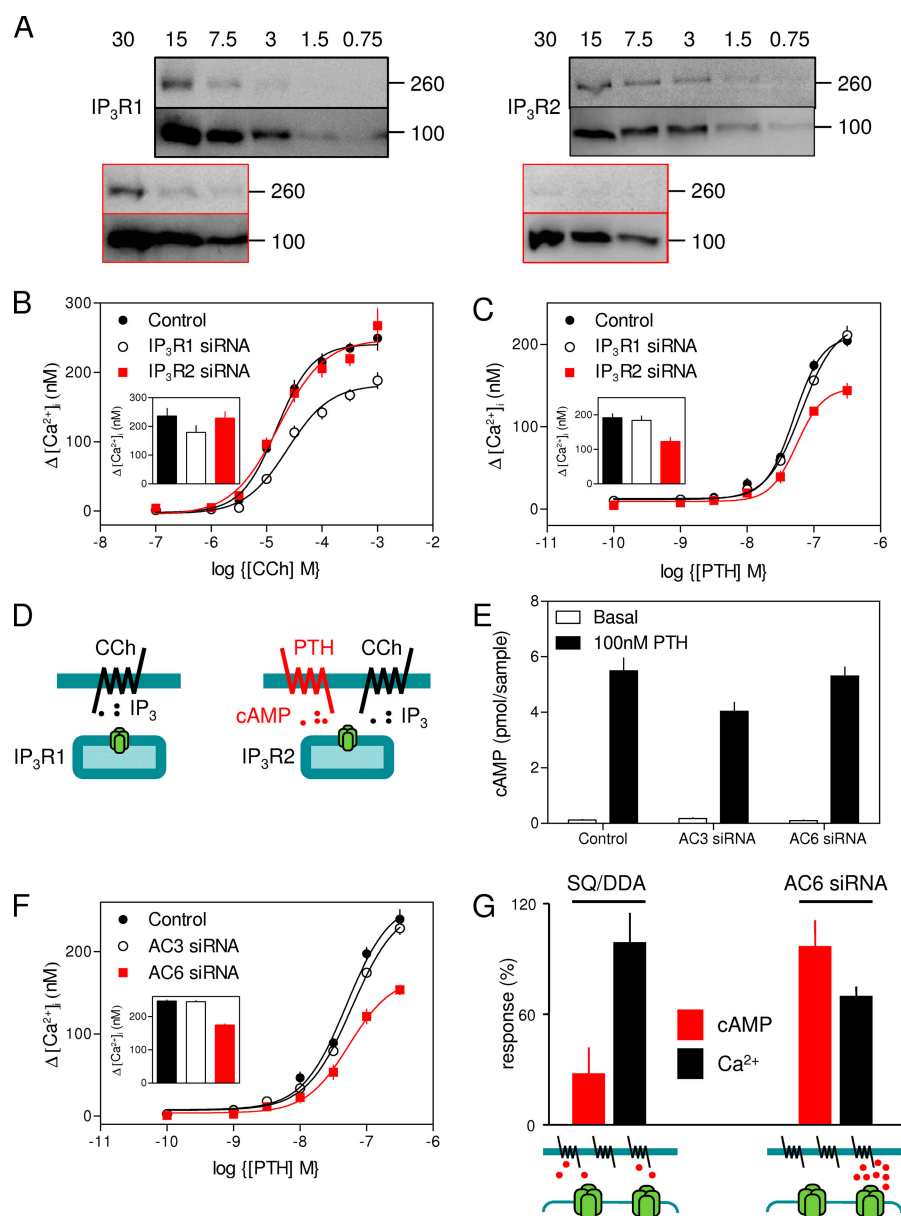 A
30 15 7.5 3 1.5 0.75
IP₃R1
260
100
260
100
30 15 7.5 3 1.5 0.75
IP₃R2
260
100
260
100
B
Control
IP₃R1 siRNA
IP₃R2 siRNA
Δ [Ca²⁺]ᵢ (nM)
300
200
100
0
Δ [Ca²⁺]ᵢ (nM)
300
200
100
0
-7 -6 -5 -4 -3 -2
log {[CCh] M}
C
Control
IP₃R1 siRNA
IP₃R2 siRNA
Δ [Ca²⁺]ᵢ (nM)
200
100
0
Δ [Ca²⁺]ᵢ (nM)
200
100
0
-11 -10 -9 -8 -7 -6
log {[PTH] M}
D
CCh
IP₃
IP₃R1
PTH
CCh
cAMP
IP₃
IP₃R2
E
Basal
100nM PTH
cAMP (pmol/sample)
8
6
4
2
0
Control AC3 siRNA AC6 siRNA
F
Control
AC3 siRNA
AC6 siRNA
Δ [Ca²⁺]ᵢ (nM)
200
100
0
Δ [Ca²⁺]ᵢ (nM)
200
100
0
-11 -10 -9 -8 -7 -6
log {[PTH] M}
G
SQ/DDA
AC6 siRNA
response (%)
120
60
0
cAMP
Ca²⁺